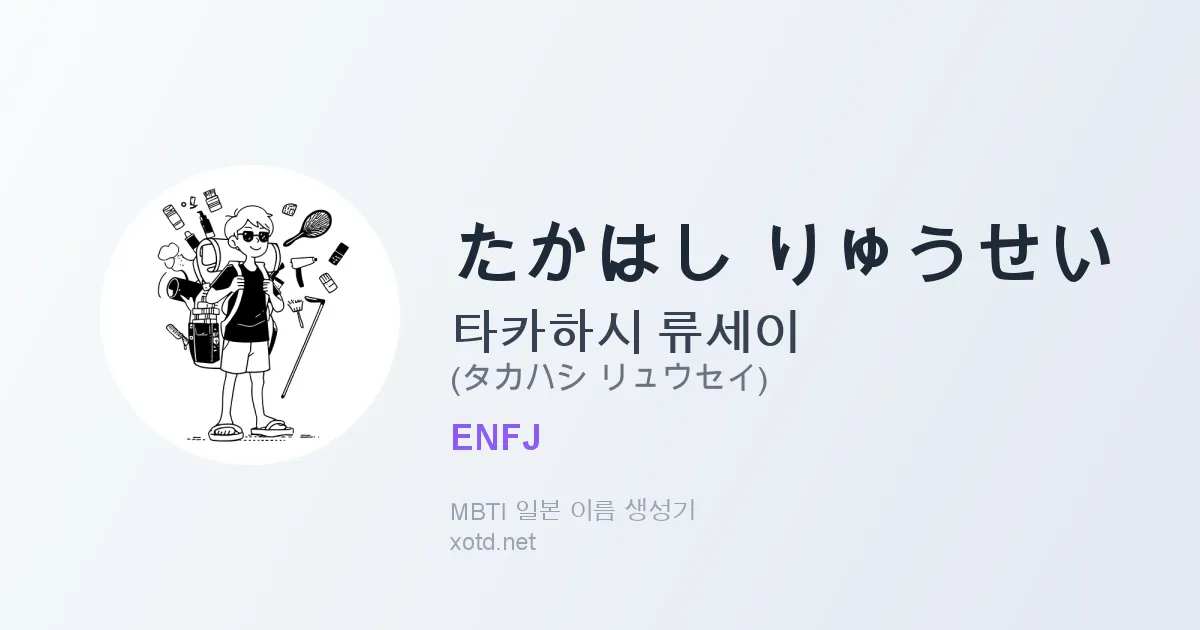 たかはし りゅうせい
타카하시 류세이
(タカハシ リュウセイ)
ENFJ
MBTI 일본 이름 생성기
xotd.net